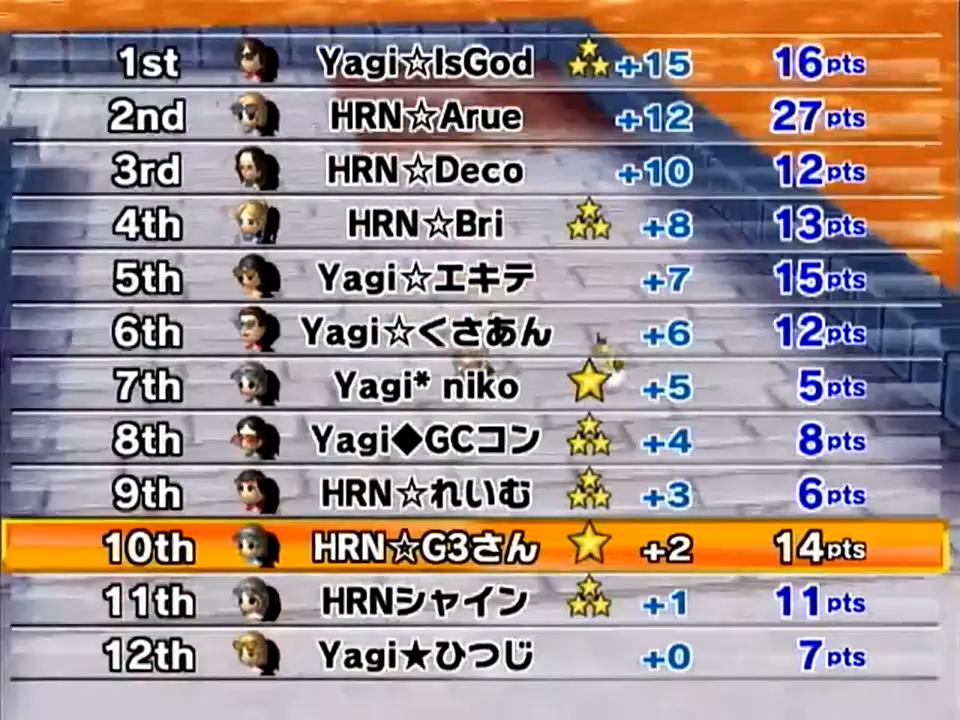 1st Yagi☆IsGod +15 16pts
2nd HRN☆Arue +12 27pts
3rd HRN☆Deco +10 12pts
4th HRN☆Bri +8 13pts
5th Yagi☆エキテ +7 15pts
6th Yagi☆くさあん +6 12pts
7th Yagi* niko +5 5pts
8th Yagi◆GCコン +4 8pts
9th HRN☆れいむ +3 6pts
10th HRN☆G3さん +2 14pts
11th HRNシャイン +1 11pts
12th Yagi★ひつじ +0 7pts